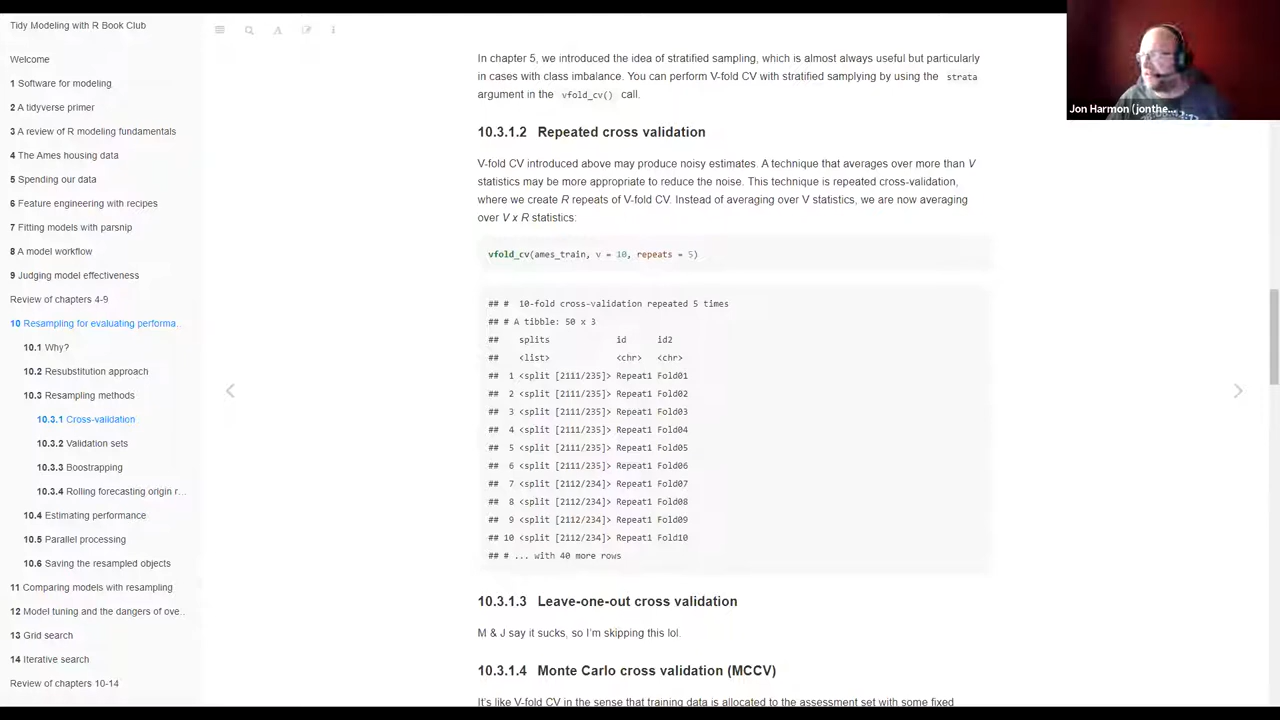 Tidy Modeling with R Book Club
Welcome
1 Software for modeling
2 A tidyverse primer
3 A review of R modeling fundamentals
4 The Ames housing data
5 Spending our data
6 Feature engineering with recipes
7 Fitting models with parsnip
8 A model workflow
9 Judging model effectiveness
Review of chapters 4-9
10 Resampling for evaluating performa…
10.1 Why?
10.2 Resubstitution approach
10.3 Resampling methods
10.3.1 Cross-validation
10.3.2 Validation sets
10.3.3 Boostrapping
10.3.4 Rolling forecasting origin r…
10.4 Estimating performance
10.5 Parallel processing
10.6 Saving the resampled objects
11 Comparing models with resampling
12 Model tuning and the dangers of ove…
13 Grid search
14 Iterative search
Review of chapters 10-14
In chapter 5, we introduced the idea of stratified sampling, which is almost always useful but particularly
in cases with class imbalance. You can perform V-fold CV with stratified samplying by using the strata
argument in the vfold_cv() call.
10.3.1.2 Repeated cross validation
V-fold CV introduced above may produce noisy estimates. A technique that averages over more than V
statistics may be more appropriate to reduce the noise. This technique is repeated cross-validation,
where we create R repeats of V-fold CV. Instead of averaging over V statistics, we are now averaging
over V x R statistics:
vfold_cv(ames_train, v = 10, repeats = 5)
## # 10-fold cross-validation repeated 5 times
## # A tibble: 50 x 3
## splits id id2
## <list> <chr> <chr>
## 1 <split [2111/235]> Repeat1 Fold01
## 2 <split [2111/235]> Repeat1 Fold02
## 3 <split [2111/235]> Repeat1 Fold03
## 4 <split [2111/235]> Repeat1 Fold04
## 5 <split [2111/235]> Repeat1 Fold05
## 6 <split [2111/235]> Repeat1 Fold06
## 7 <split [2112/234]> Repeat1 Fold07
## 8 <split [2112/234]> Repeat1 Fold08
## 9 <split [2112/234]> Repeat1 Fold09
## 10 <split [2112/234]> Repeat1 Fold10
## # ... with 40 more rows
10.3.1.3 Leave-one-out cross validation
M & J say it sucks, so I'm skipping this lol.
10.3.1.4 Monte Carlo cross validation (MCCV)
It's like V-fold CV in the sense that training data is allocated to the assessment set with some fixed
Jon Harmon (jonthe...